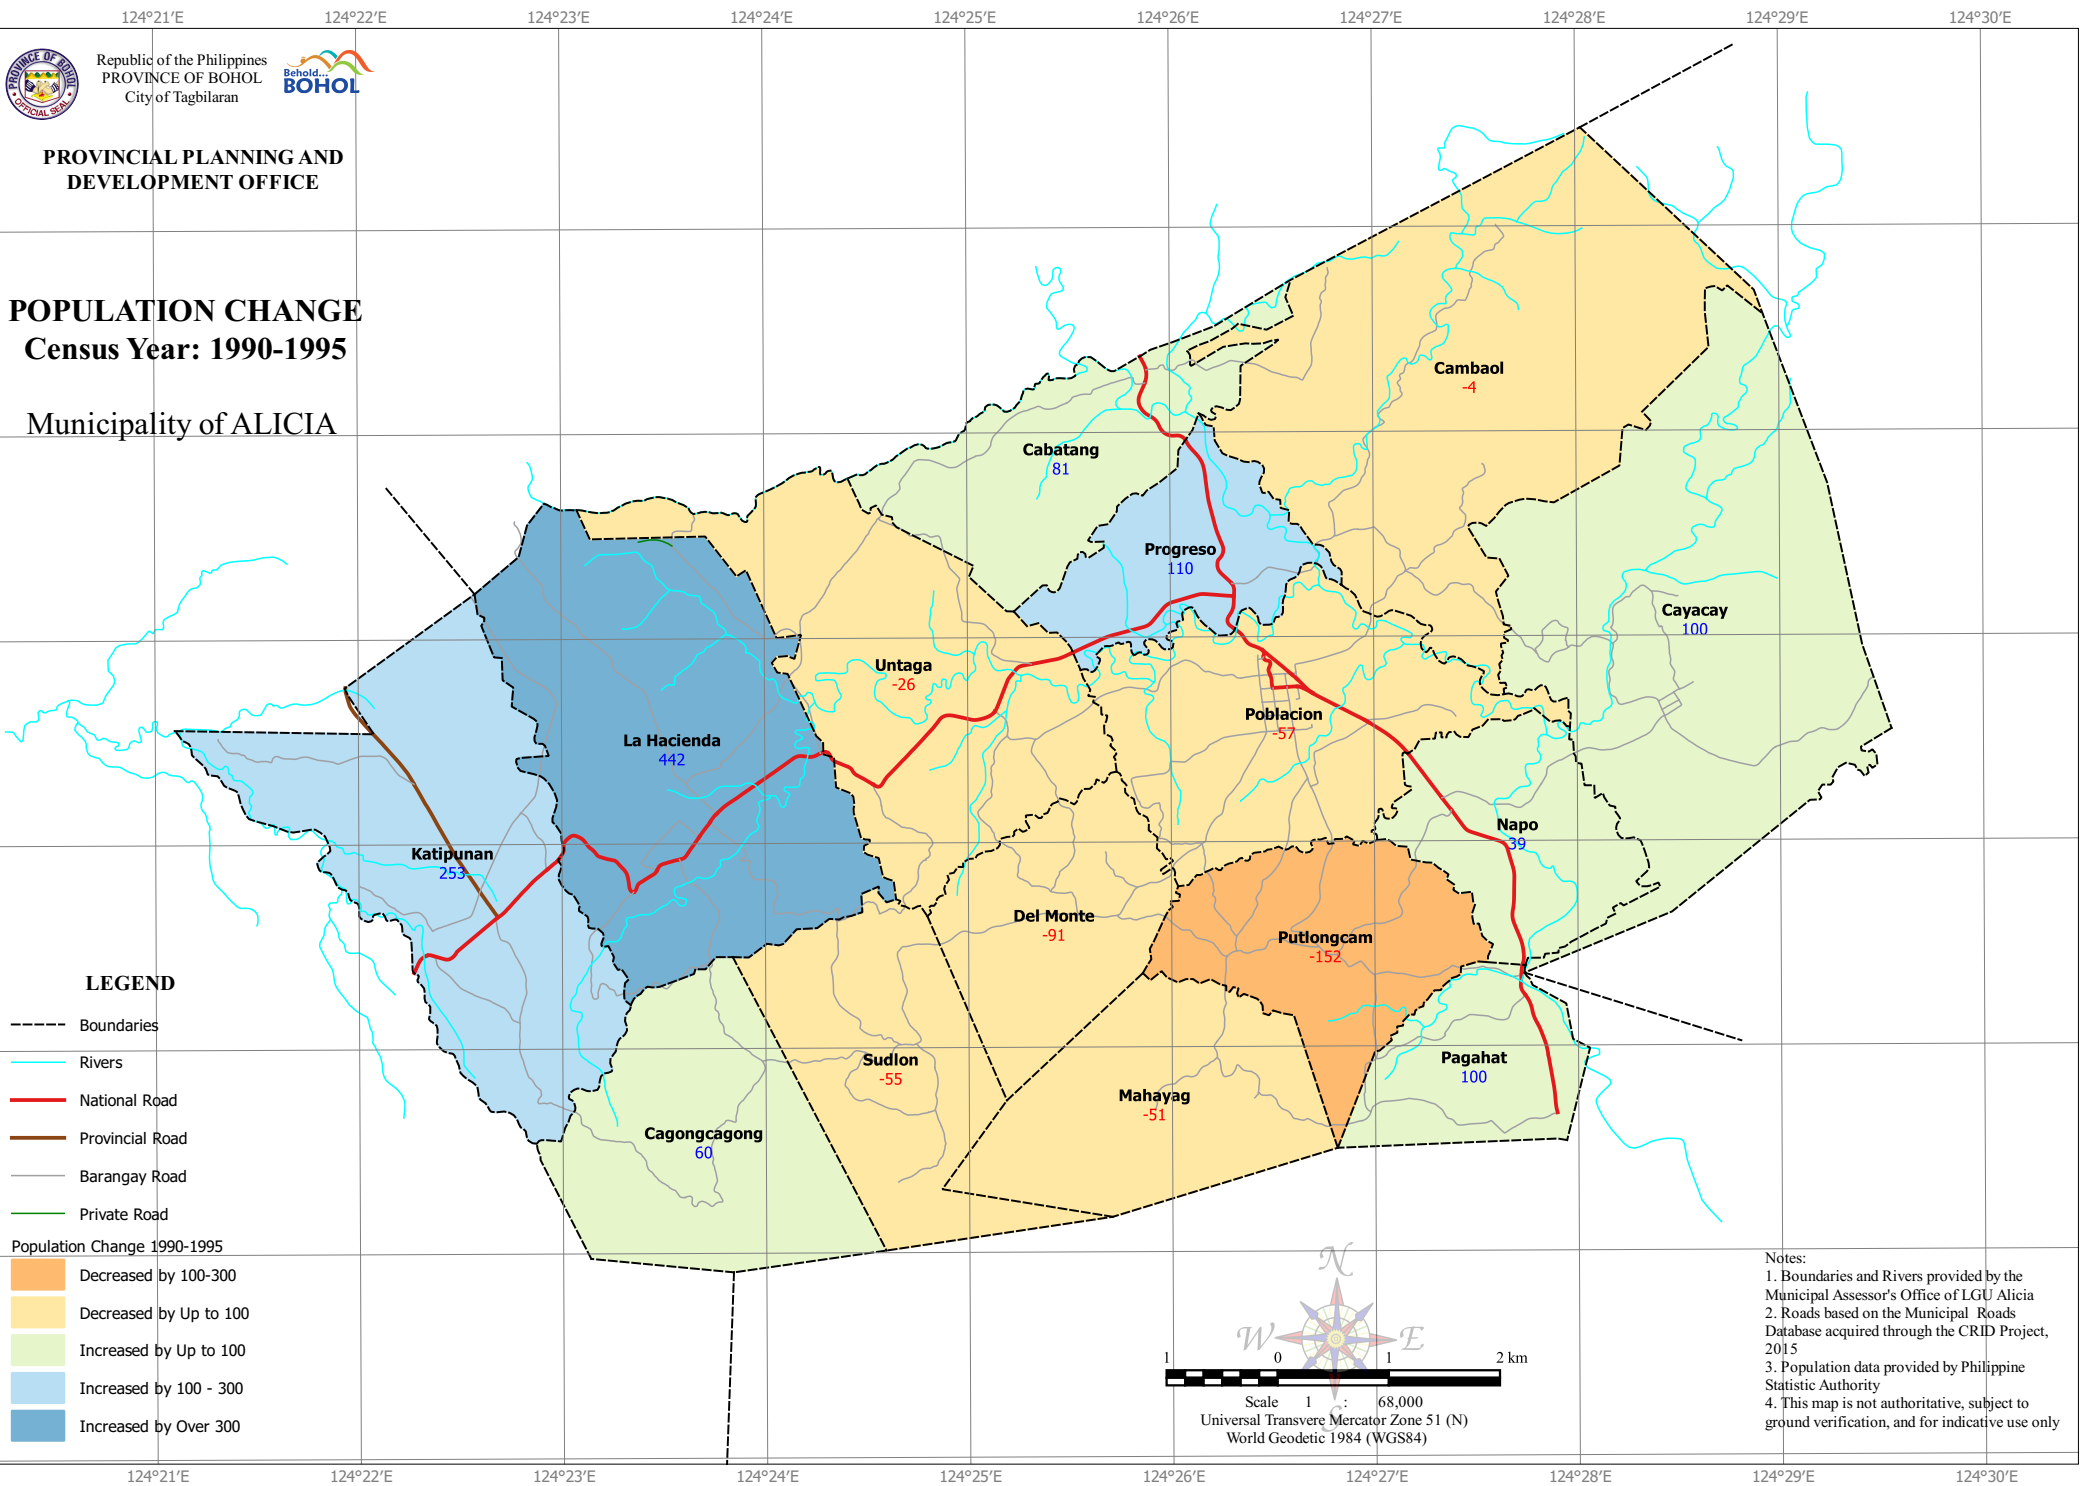 124°21′E 124°22′E 124°23′E 124°24′E 124°25′E 124°26′E 124°27′E 124°28′E 124°29′E 124°30′E
PROVINCE OF BOHOL
OFFICIAL SEAL
Republic of the Philippines
PROVINCE OF BOHOL
City of Tagbilaran
Behold...
BOHOL
PROVINCIAL PLANNING AND
DEVELOPMENT OFFICE
POPULATION CHANGE
Census Year: 1990-1995
Municipality of ALICIA
Cambaol
-4
Cabatang
81
Progreso
110
Cayacay
100
Untaga
-26
Poblacion
-57
La Hacienda
442
Napo
39
Katipunan
253
Del Monte
-91
Putlongcam
-152
Sudlon
-55
Pagahat
100
Mahayag
-51
Cagongcagong
60
LEGEND
Boundaries
Rivers
National Road
Provincial Road
Barangay Road
Private Road
Population Change 1990-1995
Decreased by 100-300
Decreased by Up to 100
Increased by Up to 100
Increased by 100 - 300
Increased by Over 300
N
W E
S
1 0 1 2 km
Scale 1 : 68,000
Universal Transvere Mercator Zone 51 (N)
World Geodetic 1984 (WGS84)
Notes:
1. Boundaries and Rivers provided by the
Municipal Assessor's Office of LGU Alicia
2. Roads based on the Municipal Roads
Database acquired through the CRID Project,
2015
3. Population data provided by Philippine
Statistic Authority
4. This map is not authoritative, subject to
ground verification, and for indicative use only
124°21′E 124°22′E 124°23′E 124°24′E 124°25′E 124°26′E 124°27′E 124°28′E 124°29′E 124°30′E